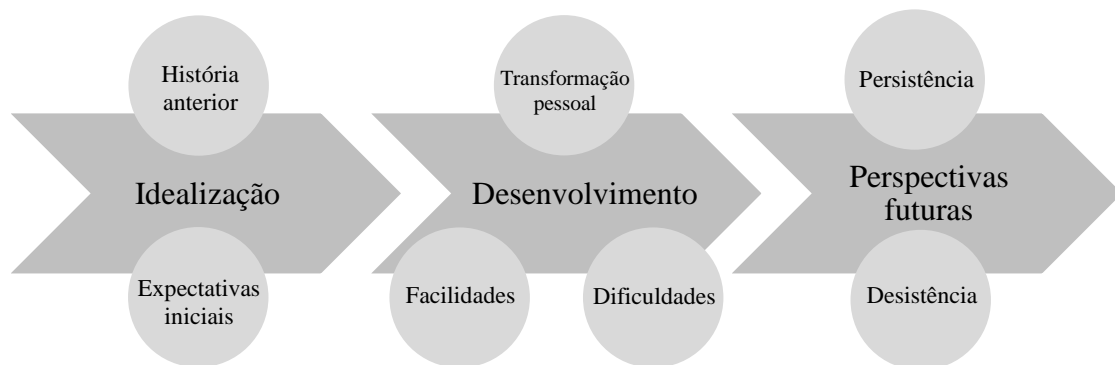 História
anterior
Idealização
Expectativas
iniciais
Transformação
pessoal
Desenvolvimento
Facilidades
Dificuldades
Persistência
Perspectivas
futuras
Desistência